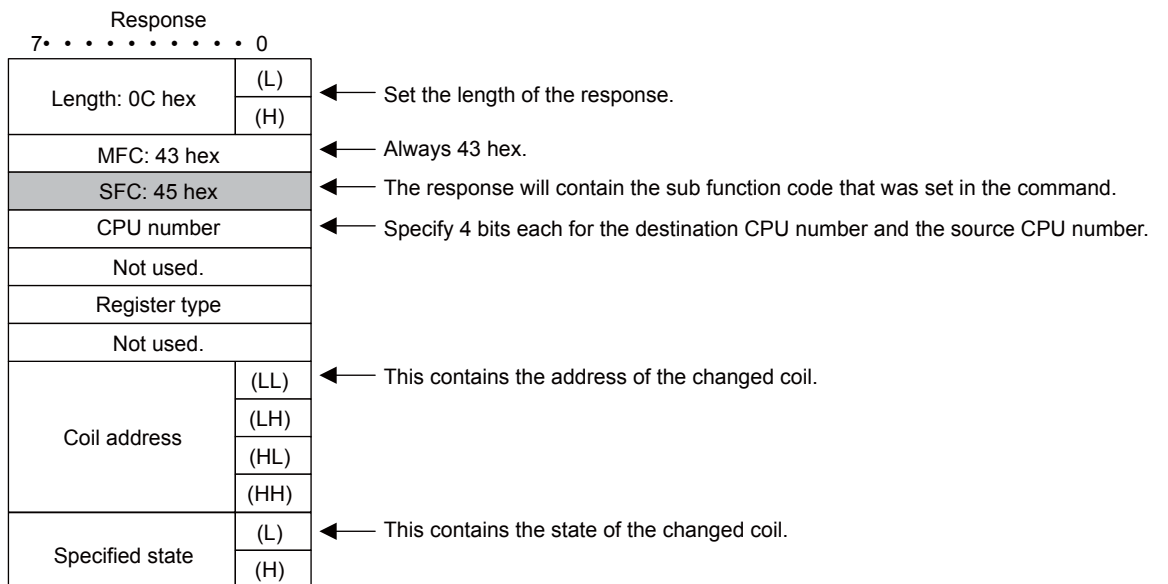 Response
7• • • • • • • • • • • 0
Length: 0C hex
(L)
(H)
Set the length of the response.
MFC: 43 hex
Always 43 hex.
SFC: 45 hex
The response will contain the sub function code that was set in the command.
CPU number
Specify 4 bits each for the destination CPU number and the source CPU number.
Not used.
Register type
Not used.
Coil address
(LL)
(LH)
(HL)
(HH)
This contains the address of the changed coil.
Specified state
(L)
(H)
This contains the state of the changed coil.